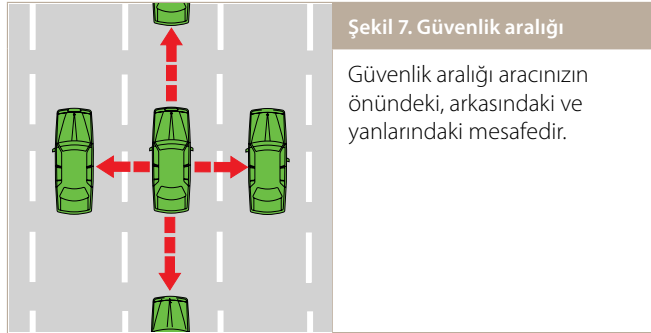 Şekil 7. Güvenlik aralığı
Güvenlik aralığı aracınızın
önündeki, arkasındaki ve
yanlarındaki mesafedir.